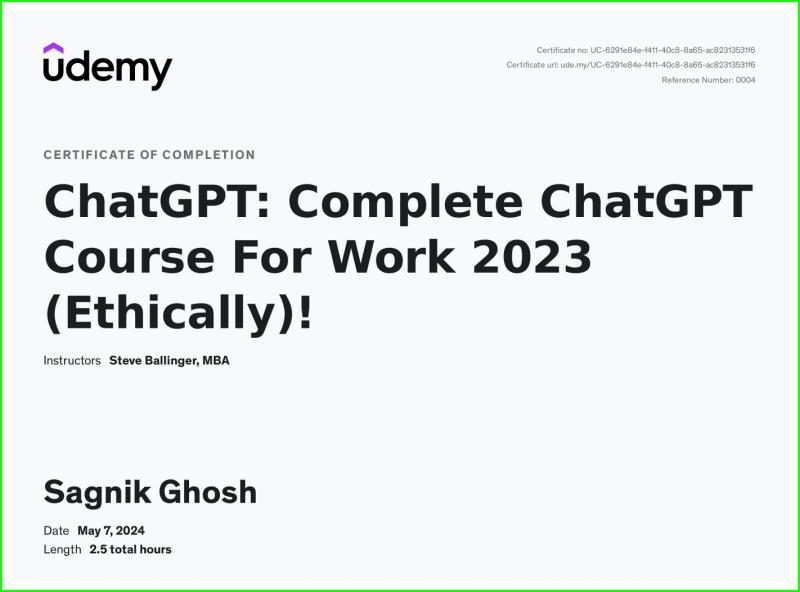 udemy
Certificate no: UC-6291e84e-f411-40c8-8a65-ac82313531f6
Certificate url: ude.my/UC-6291e84e-f411-40c8-8a65-ac82313531f6
Reference Number: 0004
CERTIFICATE OF COMPLETION
ChatGPT: Complete ChatGPT
Course For Work 2023
(Ethically)!
Instructors Steve Ballinger, MBA
Sagnik Ghosh
Date May 7, 2024
Length 2.5 total hours